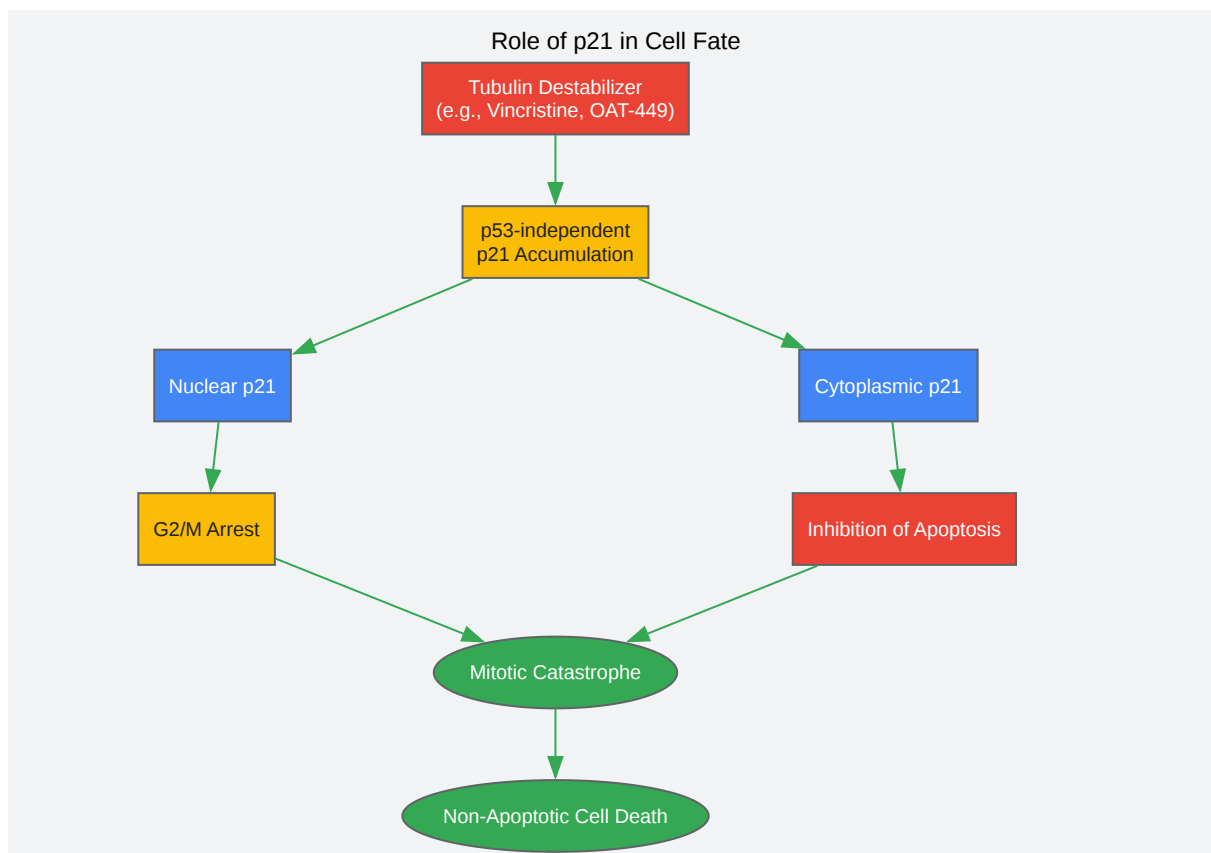 Role of p21 in Cell Fate
Tubulin Destabilizer
(e.g., Vincristine, OAT-449)
p53-independent
p21 Accumulation
Nuclear p21
Cytoplasmic p21
G2/M Arrest
Inhibition of Apoptosis
Mitotic Catastrophe
Non-Apoptotic Cell Death